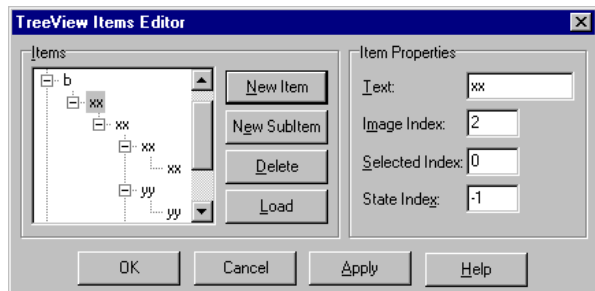 TreeView Items Editor
Items
b
xx
xx
xx
xx
yy
yy
New Item
New SubItem
Delete
Load
Item Properties
Text: xx
Image Index: 2
Selected Index: 0
State Index: -1
OK Cancel Apply Help